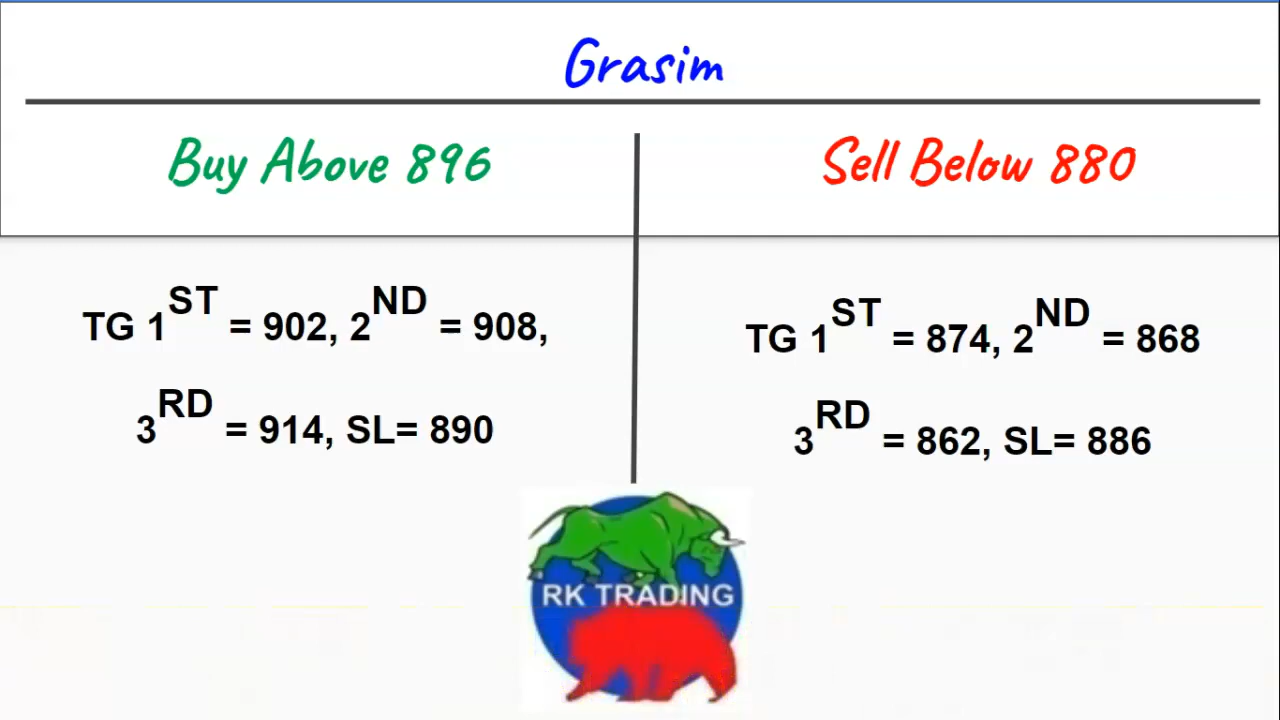 Grasim
Buy Above 896
TG 1ST = 902, 2ND = 908,
3RD = 914, SL= 890
Sell Below 880
TG 1ST = 874, 2ND = 868
3RD = 862, SL= 886
RK TRADING